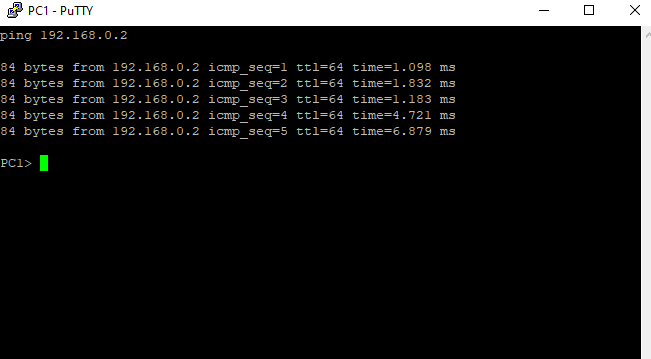 PC1 - PuTTY
ping 192.168.0.2
84 bytes from 192.168.0.2 icmp_seq=1 ttl=64 time=1.098 ms
84 bytes from 192.168.0.2 icmp_seq=2 ttl=64 time=1.832 ms
84 bytes from 192.168.0.2 icmp_seq=3 ttl=64 time=1.183 ms
84 bytes from 192.168.0.2 icmp_seq=4 ttl=64 time=4.721 ms
84 bytes from 192.168.0.2 icmp_seq=5 ttl=64 time=6.879 ms
PC1>